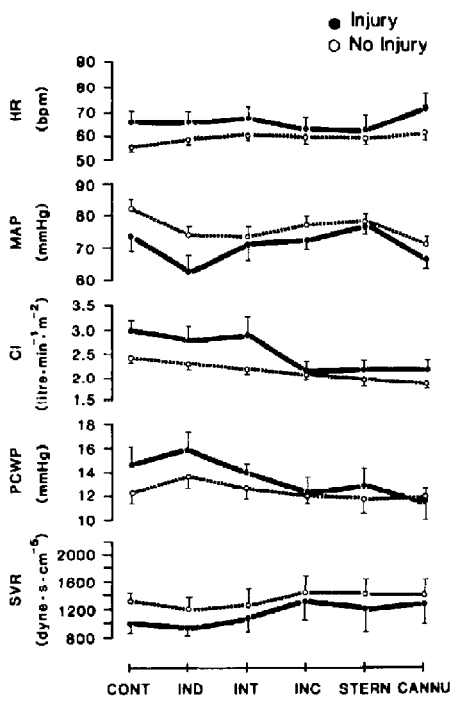 Injury
No Injury
HR
(bpm)
90
80
70
60
50
MAP
(mmHg)
90
80
70
60
CI
(litre·min⁻¹·m⁻²)
3.5
3.0
2.5
2.0
1.5
PCWP
(mmHg)
18
16
14
12
10
SVR
(dyne·s·cm⁻⁵)
2000
1600
1200
800
CONT IND INT INC STERN CANNU